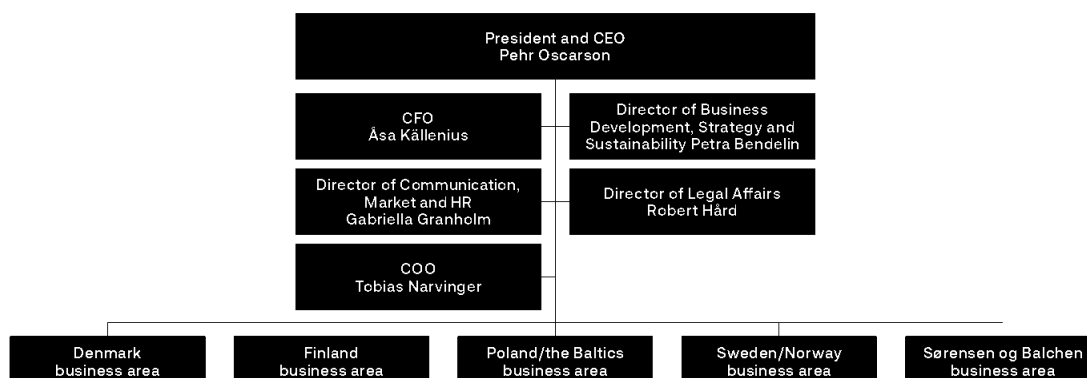 President and CEO
Pehr Oscarson
CFO
Åsa Källenius
Director of Business
Development, Strategy and
Sustainability Petra Bendelin
Director of Communication,
Market and HR
Gabriella Granholm
Director of Legal Affairs
Robert Hård
COO
Tobias Narvinger
Denmark
business area
Finland
business area
Poland/the Baltics
business area
Sweden/Norway
business area
Sørensen og Balchen
business area